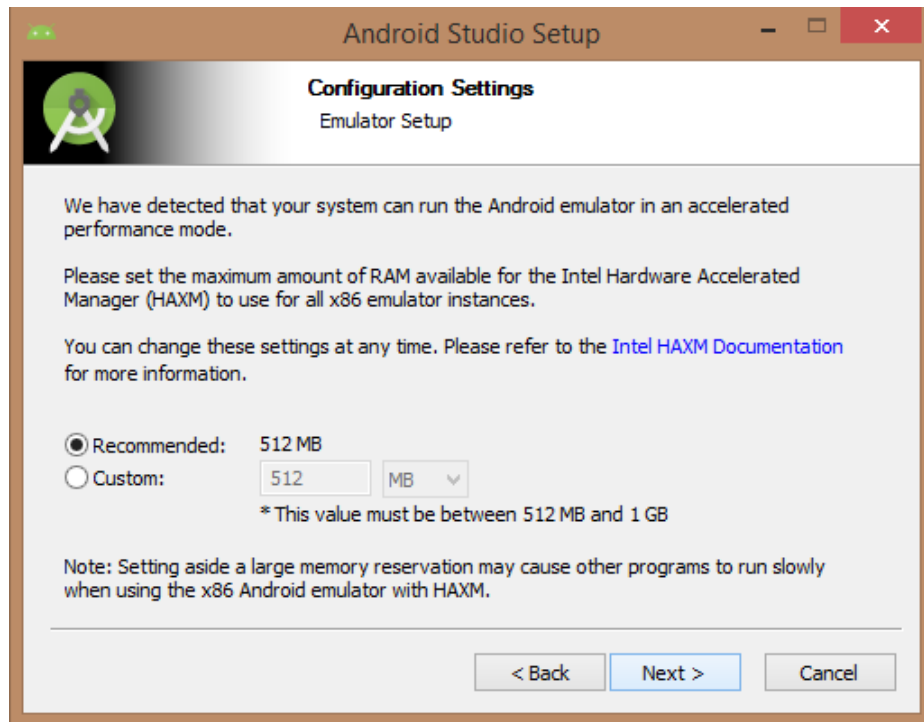 Android Studio Setup
Configuration Settings
Emulator Setup
We have detected that your system can run the Android emulator in an accelerated
performance mode.
Please set the maximum amount of RAM available for the Intel Hardware Accelerated
Manager (HAXM) to use for all x86 emulator instances.
You can change these settings at any time. Please refer to the Intel HAXM Documentation
for more information.
Recommended: 512 MB
Custom: 512 MB
* This value must be between 512 MB and 1 GB
Note: Setting aside a large memory reservation may cause other programs to run slowly
when using the x86 Android emulator with HAXM.
< Back Next > Cancel